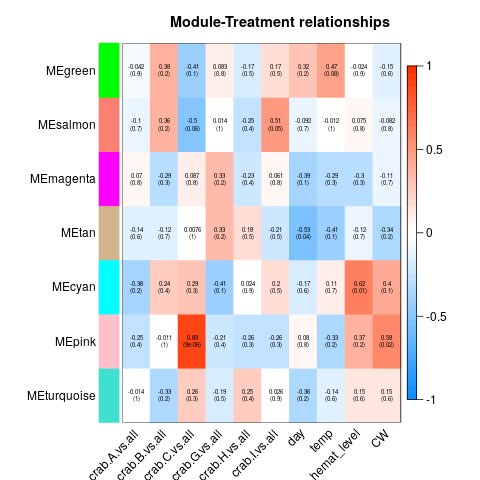 Module-Treatment relationships
MEgreen -0.042 0.38 -0.41 0.083 -0.17 0.17 0.32 0.47 -0.024 -0.15
(0.9) (0.2) (0.1) (0.8) (0.5) (0.5) (0.2) (0.08) (0.9) (0.6)
MEsalmon -0.1 0.36 -0.5 0.014 -0.25 0.51 -0.092 -0.012 0.075 -0.082
(0.7) (0.2) (0.06) (1) (0.4) (0.05) (0.7) (1) (0.8) (0.8)
MEmagenta 0.07 -0.29 0.087 0.33 -0.23 0.061 -0.39 -0.29 -0.3 -0.11
(0.8) (0.3) (0.8) (0.2) (0.4) (0.8) (0.1) (0.3) (0.3) (0.7)
MEtan -0.14 -0.12 0.0076 0.33 0.18 -0.21 -0.53 -0.41 -0.12 -0.34
(0.6) (0.7) (1) (0.2) (0.5) (0.5) (0.04) (0.1) (0.7) (0.2)
MEcyan -0.38 0.24 0.29 -0.41 0.024 0.2 -0.17 0.11 0.62 0.4
(0.2) (0.4) (0.3) (0.1) (0.9) (0.5) (0.6) (0.7) (0.01) (0.1)
MEpink -0.25 -0.011 0.89 -0.21 -0.26 -0.26 0.08 -0.33 0.37 0.58
(0.4) (1) (9e-06) (0.4) (0.3) (0.3) (0.8) (0.2) (0.2) (0.02)
MEturquoise -0.014 -0.33 0.26 -0.19 0.25 0.026 -0.36 -0.14 0.15 0.15
(1) (0.2) (0.3) (0.5) (0.4) (0.9) (0.2) (0.6) (0.6) (0.6)
crab.A.vs.all crab.B.vs.all crab.C.vs.all crab.G.vs.all crab.H.vs.all crab.I.vs.all day temp hemat_level CW
1
0.5
0
-0.5
-1